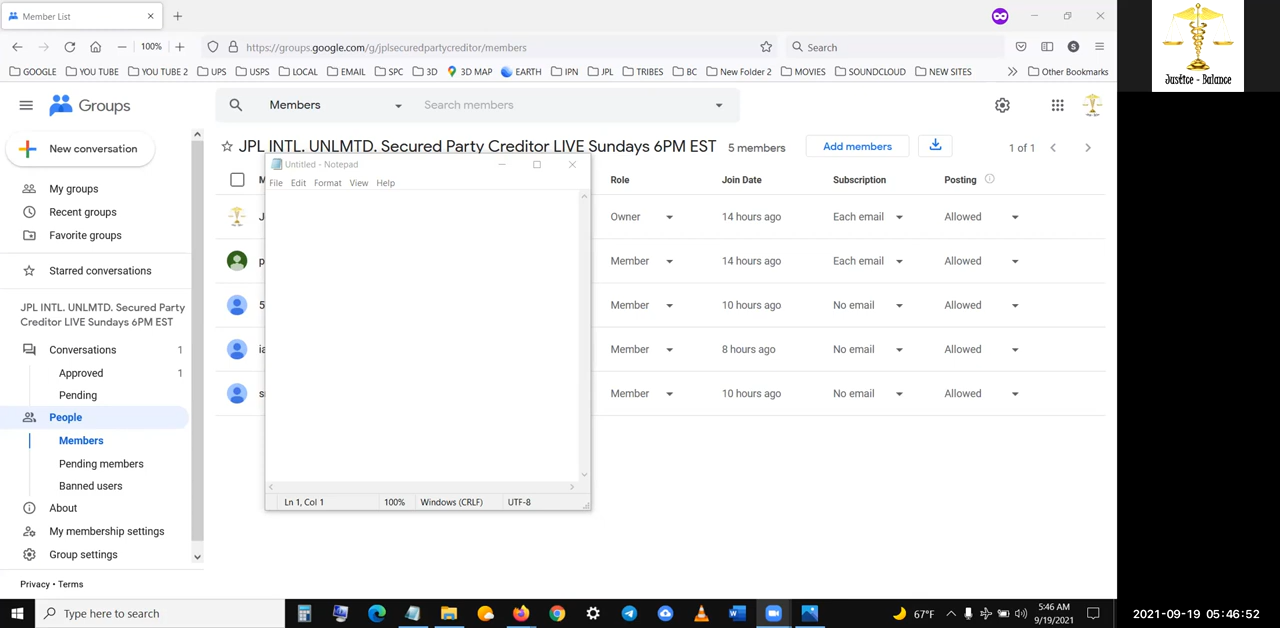 Member List
100%
https://groups.google.com/g/jplsecuredpartycreditor/members
Search
S
GOOGLE YOU TUBE YOU TUBE 2 UPS USPS LOCAL EMAIL SPC 3D 3D MAP EARTH IPN JPL TRIBES BC New Folder 2 MOVIES SOUNDCLOUD NEW SITES Other Bookmarks
Justice - Balance
Groups
Members
Search members
New conversation
My groups
Recent groups
Favorite groups
Starred conversations
JPL INTL. UNLMTD. Secured Party
Creditor LIVE Sundays 6PM EST
Conversations 1
Approved 1
Pending
People
Members
Pending members
Banned users
About
My membership settings
Group settings
Privacy • Terms
JPL INTL. UNLMTD. Secured Party Creditor LIVE Sundays 6PM EST 5 members Add members 1 of 1
Role Join Date Subscription Posting
Owner 14 hours ago Each email Allowed
Member 14 hours ago Each email Allowed
Member 10 hours ago No email Allowed
Member 8 hours ago No email Allowed
Member 10 hours ago No email Allowed
Untitled - Notepad
File Edit Format View Help
Ln 1, Col 1 100% Windows (CRLF) UTF-8
Type here to search
67°F
5:46 AM
9/19/2021
2021-09-19 05:46:52